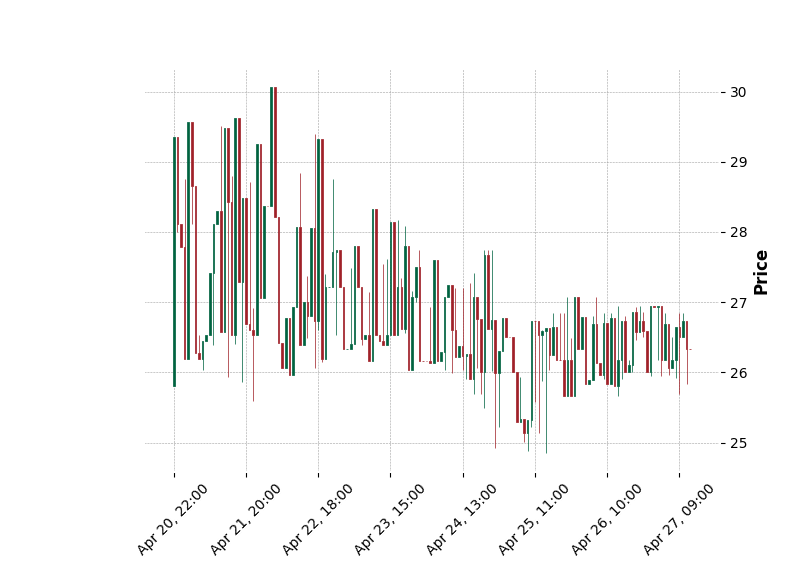 30
29
28
27
26
25
Price
Apr 20, 22:00
Apr 21, 20:00
Apr 22, 18:00
Apr 23, 15:00
Apr 24, 13:00
Apr 25, 11:00
Apr 26, 10:00
Apr 27, 09:00